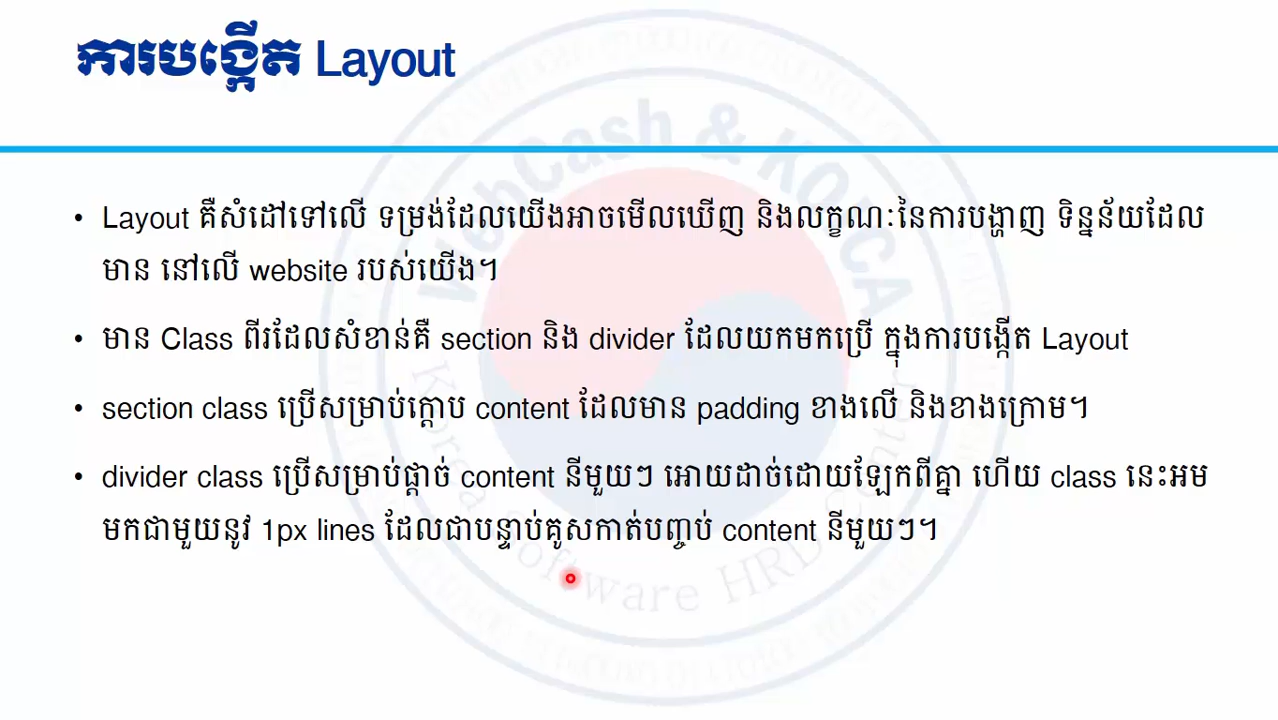 ការបង្កើត Layout
• Layout គឺសំដៅទៅលើ ទម្រង់ដែលយើងអាចមើលឃើញ និងលក្ខណៈនៃការបង្ហាញ ទិន្នន័យដែល
មាន នៅលើ website របស់យើង។
• មាន Class ពីរដែលសំខាន់គឺ section និង divider ដែលយកមកប្រើ ក្នុងការបង្កើត Layout
• section class ប្រើសម្រាប់ក្តោប content ដែលមាន padding ខាងលើ និងខាងក្រោម។
• divider class ប្រើសម្រាប់ផ្តាច់ content នីមួយៗ អោយដាច់ដោយឡែកពីគ្នា ហើយ class នេះអម
មកជាមួយនូវ 1px lines ដែលជាបន្ទាប់គូសកាត់បញ្ចប់ content នីមួយៗ។
WebCash & KOICA
Korea Software HRD Center